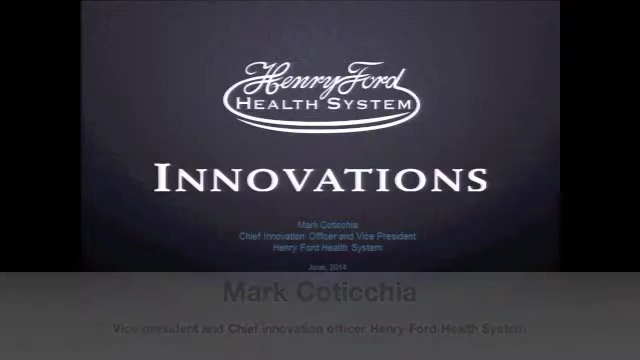 Henry Ford
HEALTH SYSTEM
INNOVATIONS
Mark Coticchia
Chief Innovation Officer and Vice President
Henry Ford Health System
June, 2014
Mark Coticchia
Vice president and Chief innovation officer Henry Ford Health System